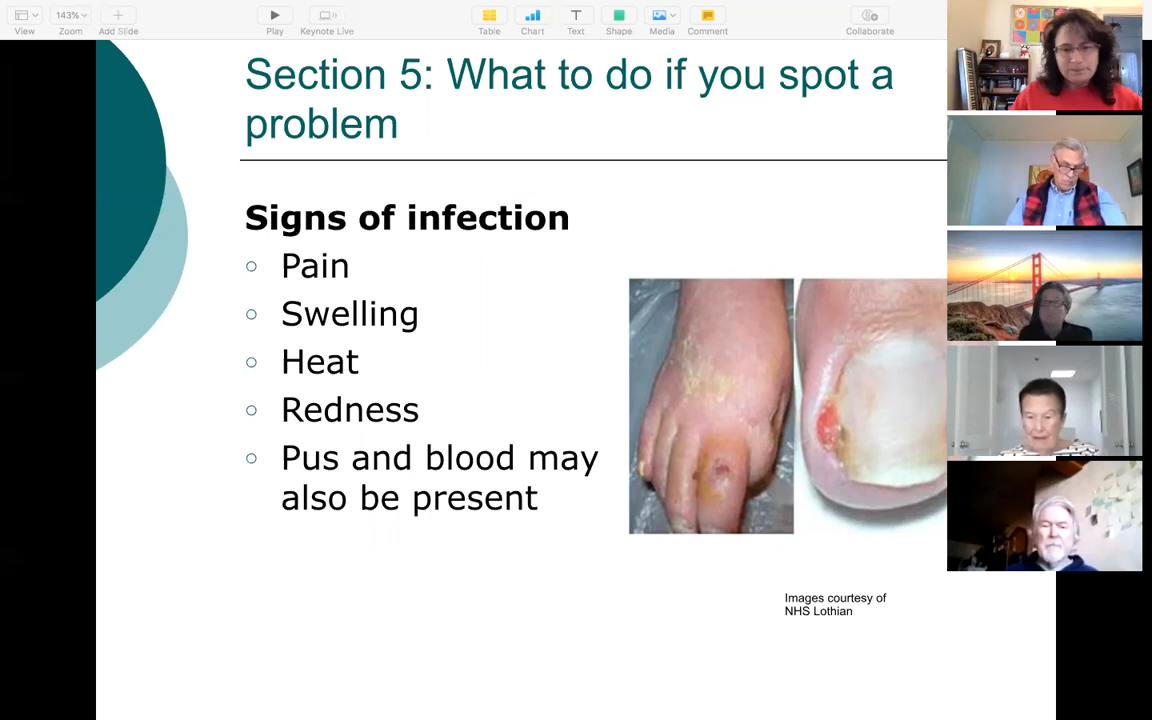 143%
View
Zoom
Add Slide
Play
Keynote Live
Table
Chart
Text
Shape
Media
Comment
Collaborate
Section 5: What to do if you spot a
problem
Signs of infection
Pain
Swelling
Heat
Redness
Pus and blood may
also be present
Images courtesy of
NHS Lothian